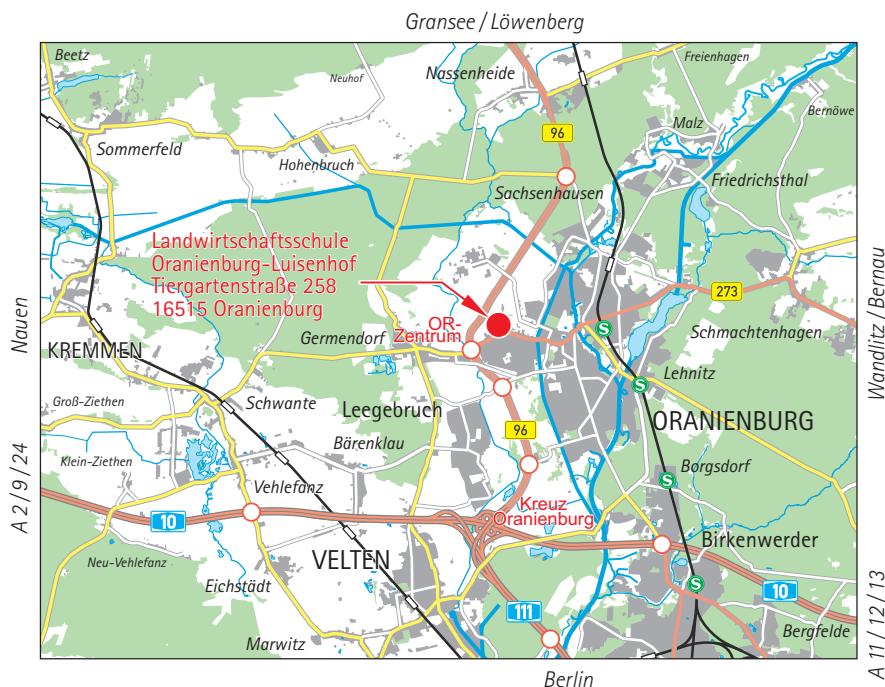 Gransee / Löwenberg
Beetz
Neuhof
Nassenheide
Freienhagen
Bernöwe
96
Malz
Sommerfeld
Hohenbruch
Sachsenhausen
Friedrichsthal
Landwirtschaftsschule
Oranienburg-Luisenhof
Tiergartenstraße 258
16515 Oranienburg
273
Nauen
Wandlitz / Bernau
OR-
Zentrum
Germendorf
Schmachtenhagen
S
KREMMEN
Lehnitz
S
Groß-Ziethen
Schwante
Leegebruch
ORANIENBURG
96
Bärenklau
Klein-Ziethen
Borgsdorf
S
A 2 / 9 / 24
Vehlefanz
Kreuz
Oranienburg
10
Birkenwerder
VELTEN
Neu-Vehlefanz
Eichstädt
S
10
111
Marwitz
Bergfelde
A 11 / 12 / 13
Berlin